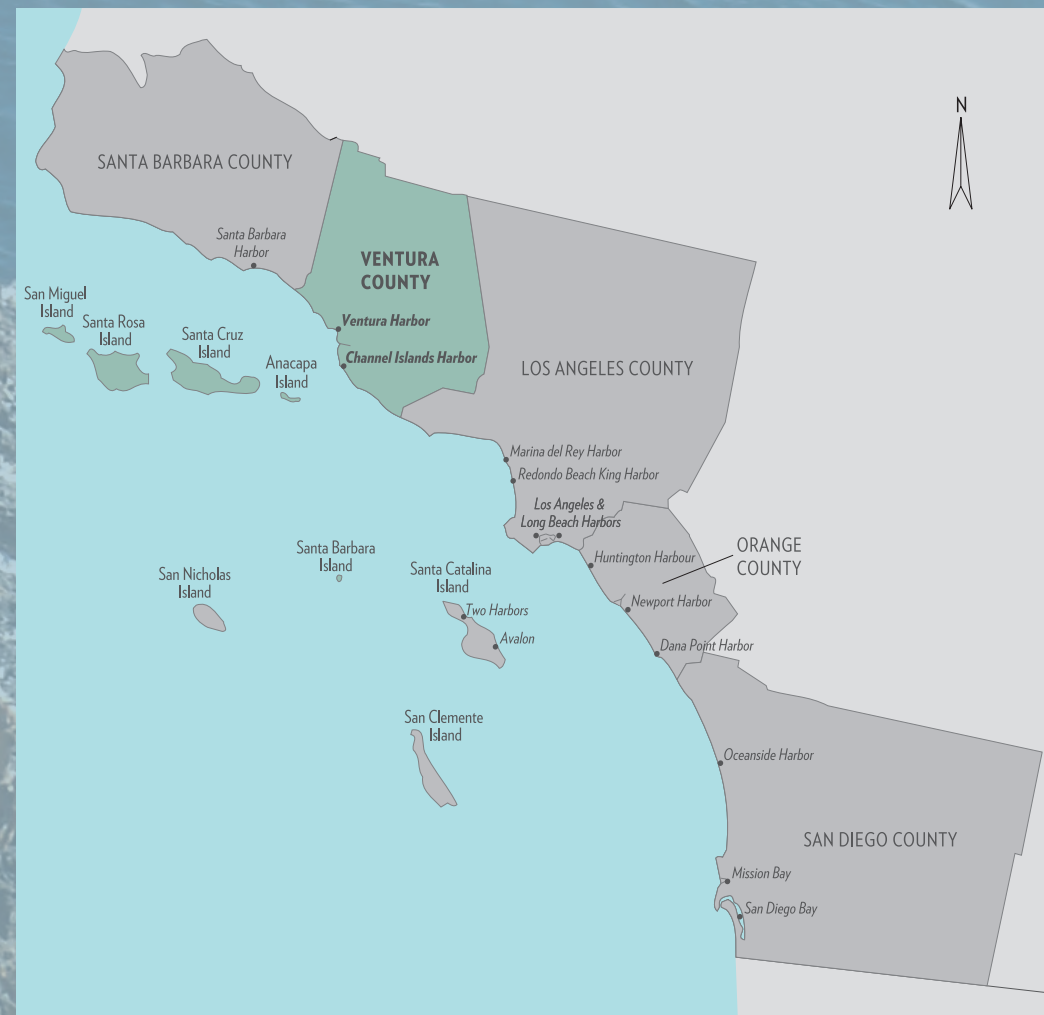 N
SANTA BARBARA COUNTY
Santa Barbara
Harbor
VENTURA
COUNTY
San Miguel
Island
Santa Rosa
Island
Santa Cruz
Island
Anacapa
Island
Ventura Harbor
Channel Islands Harbor
LOS ANGELES COUNTY
Marina del Rey Harbor
Redondo Beach King Harbor
Los Angeles &
Long Beach Harbors
Huntington Harbour
ORANGE
COUNTY
Newport Harbor
Dana Point Harbor
San Nicholas
Island
Santa Barbara
Island
Santa Catalina
Island
Two Harbors
Avalon
San Clemente
Island
Oceanside Harbor
SAN DIEGO COUNTY
Mission Bay
San Diego Bay